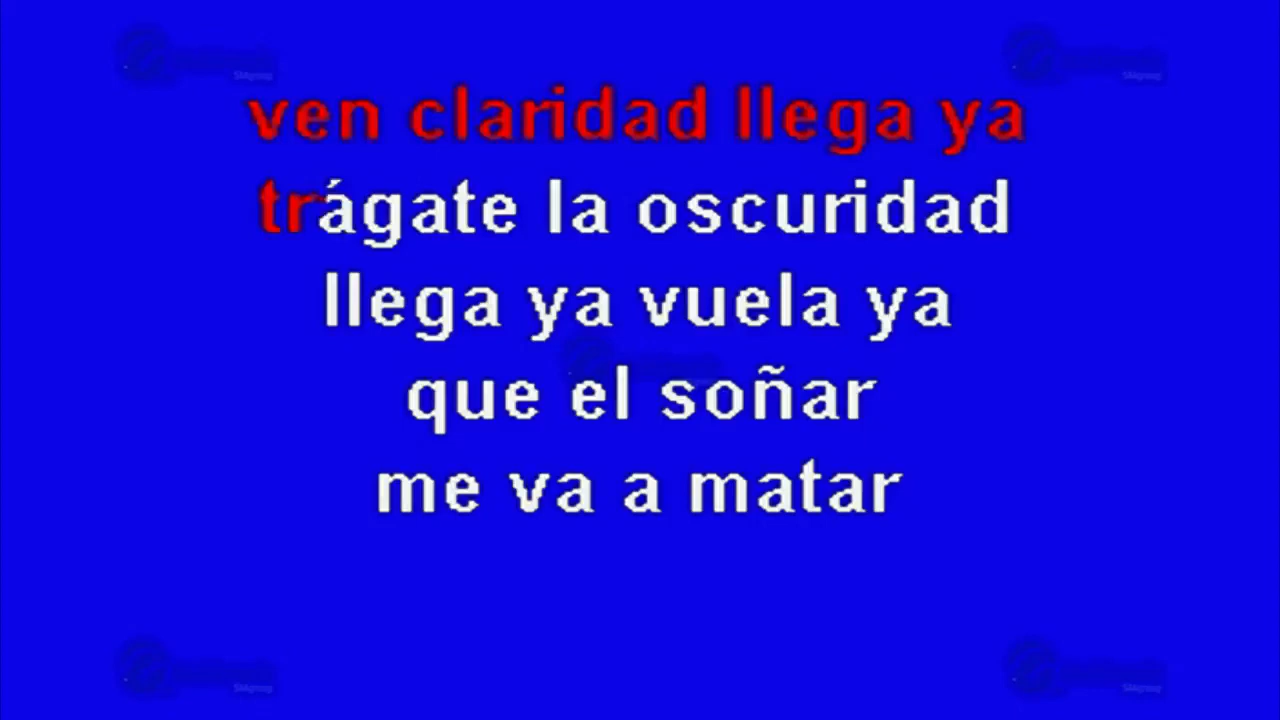 ven claridad llega ya
trágate la oscuridad
llega ya vuela ya
que el soñar
me va a matar